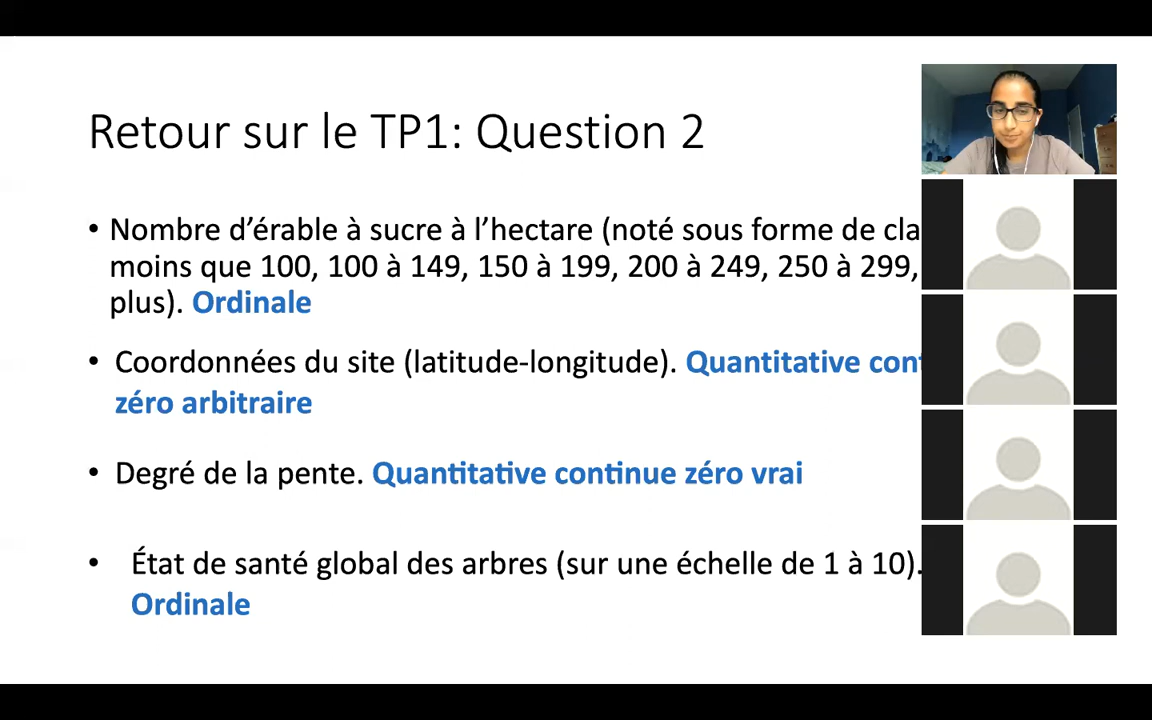 Retour sur le TP1: Question 2
• Nombre d'érable à sucre à l'hectare (noté sous forme de
moins que 100, 100 à 149, 150 à 199, 200 à 249, 250 à 299,
plus). Ordinale
• Coordonnées du site (latitude-longitude). Quantitative
zéro arbitraire
• Degré de la pente. Quantitative continue zéro vrai
• État de santé global des arbres (sur une échelle de 1 à 10).
Ordinale